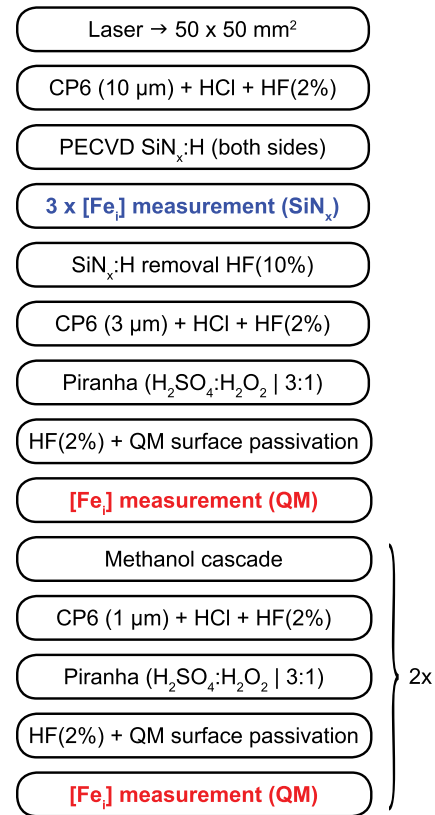 Laser → 50 x 50 mm²
CP6 (10 µm) + HCl + HF(2%)
PECVD SiNₓ:H (both sides)
3 x [Feᵢ] measurement (SiNₓ)
SiNₓ:H removal HF(10%)
CP6 (3 µm) + HCl + HF(2%)
Piranha (H₂SO₄:H₂O₂ | 3:1)
HF(2%) + QM surface passivation
[Feᵢ] measurement (QM)
Methanol cascade
CP6 (1 µm) + HCl + HF(2%)
Piranha (H₂SO₄:H₂O₂ | 3:1)
2x
HF(2%) + QM surface passivation
[Feᵢ] measurement (QM)